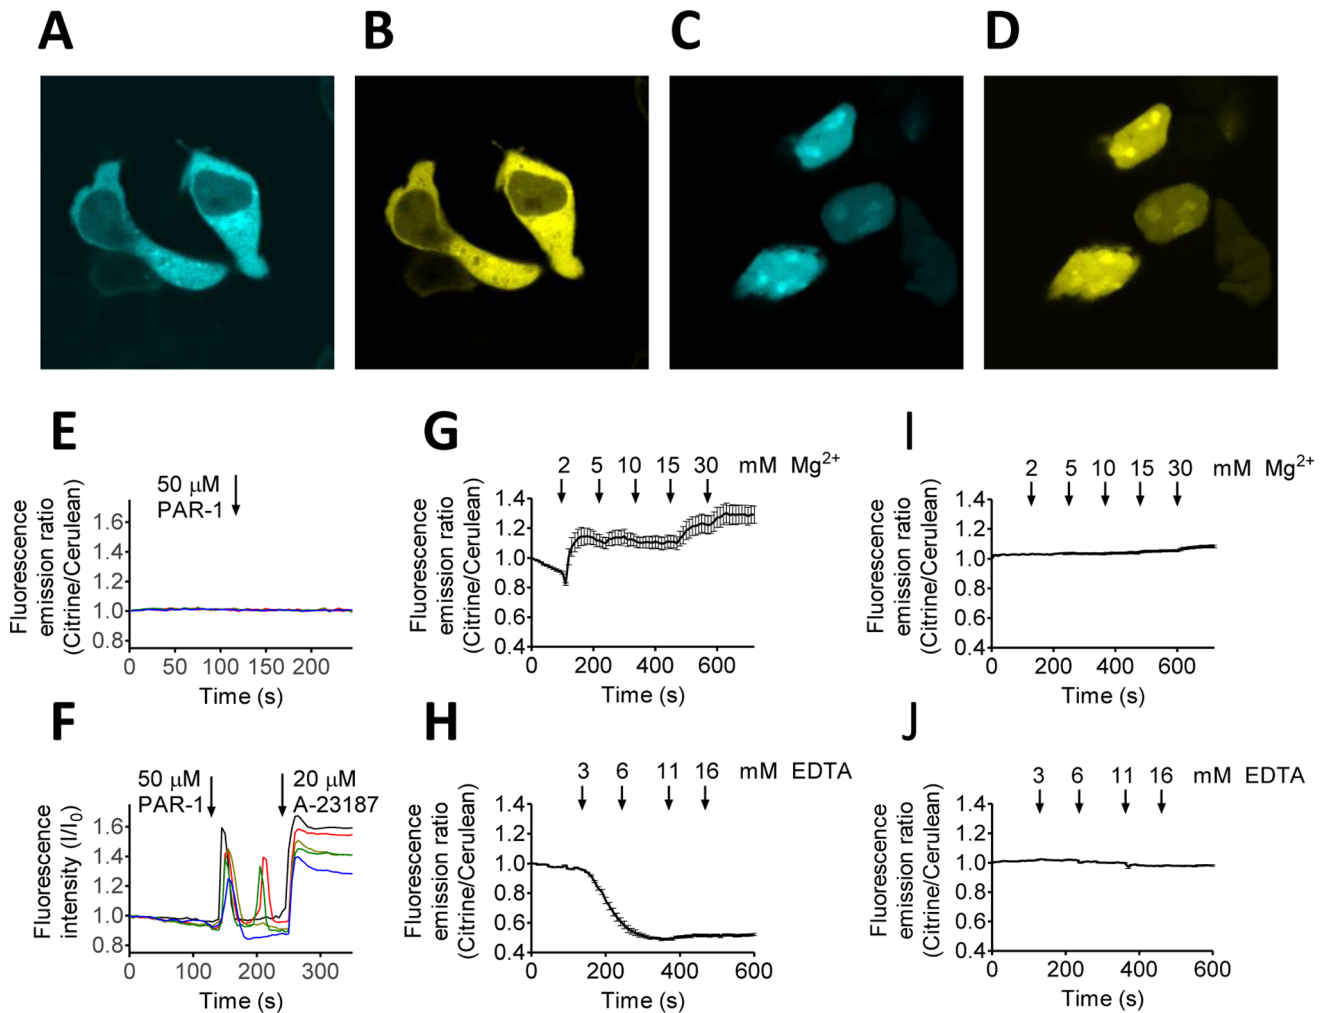 A
B
C
D
E
50 μM
PAR-1
Fluorescence
emission ratio
(Citrine/Cerulean)
1.6
1.4
1.2
1.0
0.8
0 50 100 150 200
Time (s)
F
50 μM
PAR-1
20 μM
A-23187
Fluorescence
intensity (I/I0)
1.6
1.4
1.2
1.0
0.8
0 100 200 300
Time (s)
G
2 5 10 15 30 mM Mg2+
Fluorescence
emission ratio
(Citrine/Cerulean)
1.4
1.2
1.0
0.8
0.6
0.4
0 200 400 600
Time (s)
H
3 6 11 16 mM EDTA
Fluorescence
emission ratio
(Citrine/Cerulean)
1.4
1.2
1.0
0.8
0.6
0.4
0 200 400 600
Time (s)
I
2 5 10 15 30 mM Mg2+
Fluorescence
emission ratio
(Citrine/Cerulean)
1.4
1.2
1.0
0.8
0.6
0.4
0 200 400 600
Time (s)
J
3 6 11 16 mM EDTA
Fluorescence
emission ratio
(Citrine/Cerulean)
1.4
1.2
1.0
0.8
0.6
0.4
0 200 400 600
Time (s)